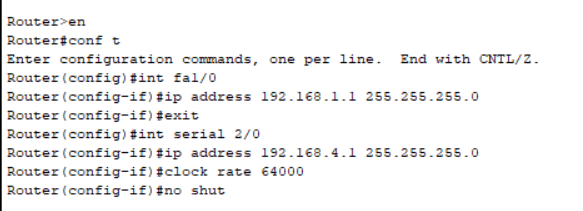 Router>en
Router#conf t
Enter configuration commands, one per line.  End with CNTL/Z.
Router(config)#int fa1/0
Router(config-if)#ip address 192.168.1.1 255.255.255.0
Router(config-if)#exit
Router(config)#int serial 2/0
Router(config-if)#ip address 192.168.4.1 255.255.255.0
Router(config-if)#clock rate 64000
Router(config-if)#no shut